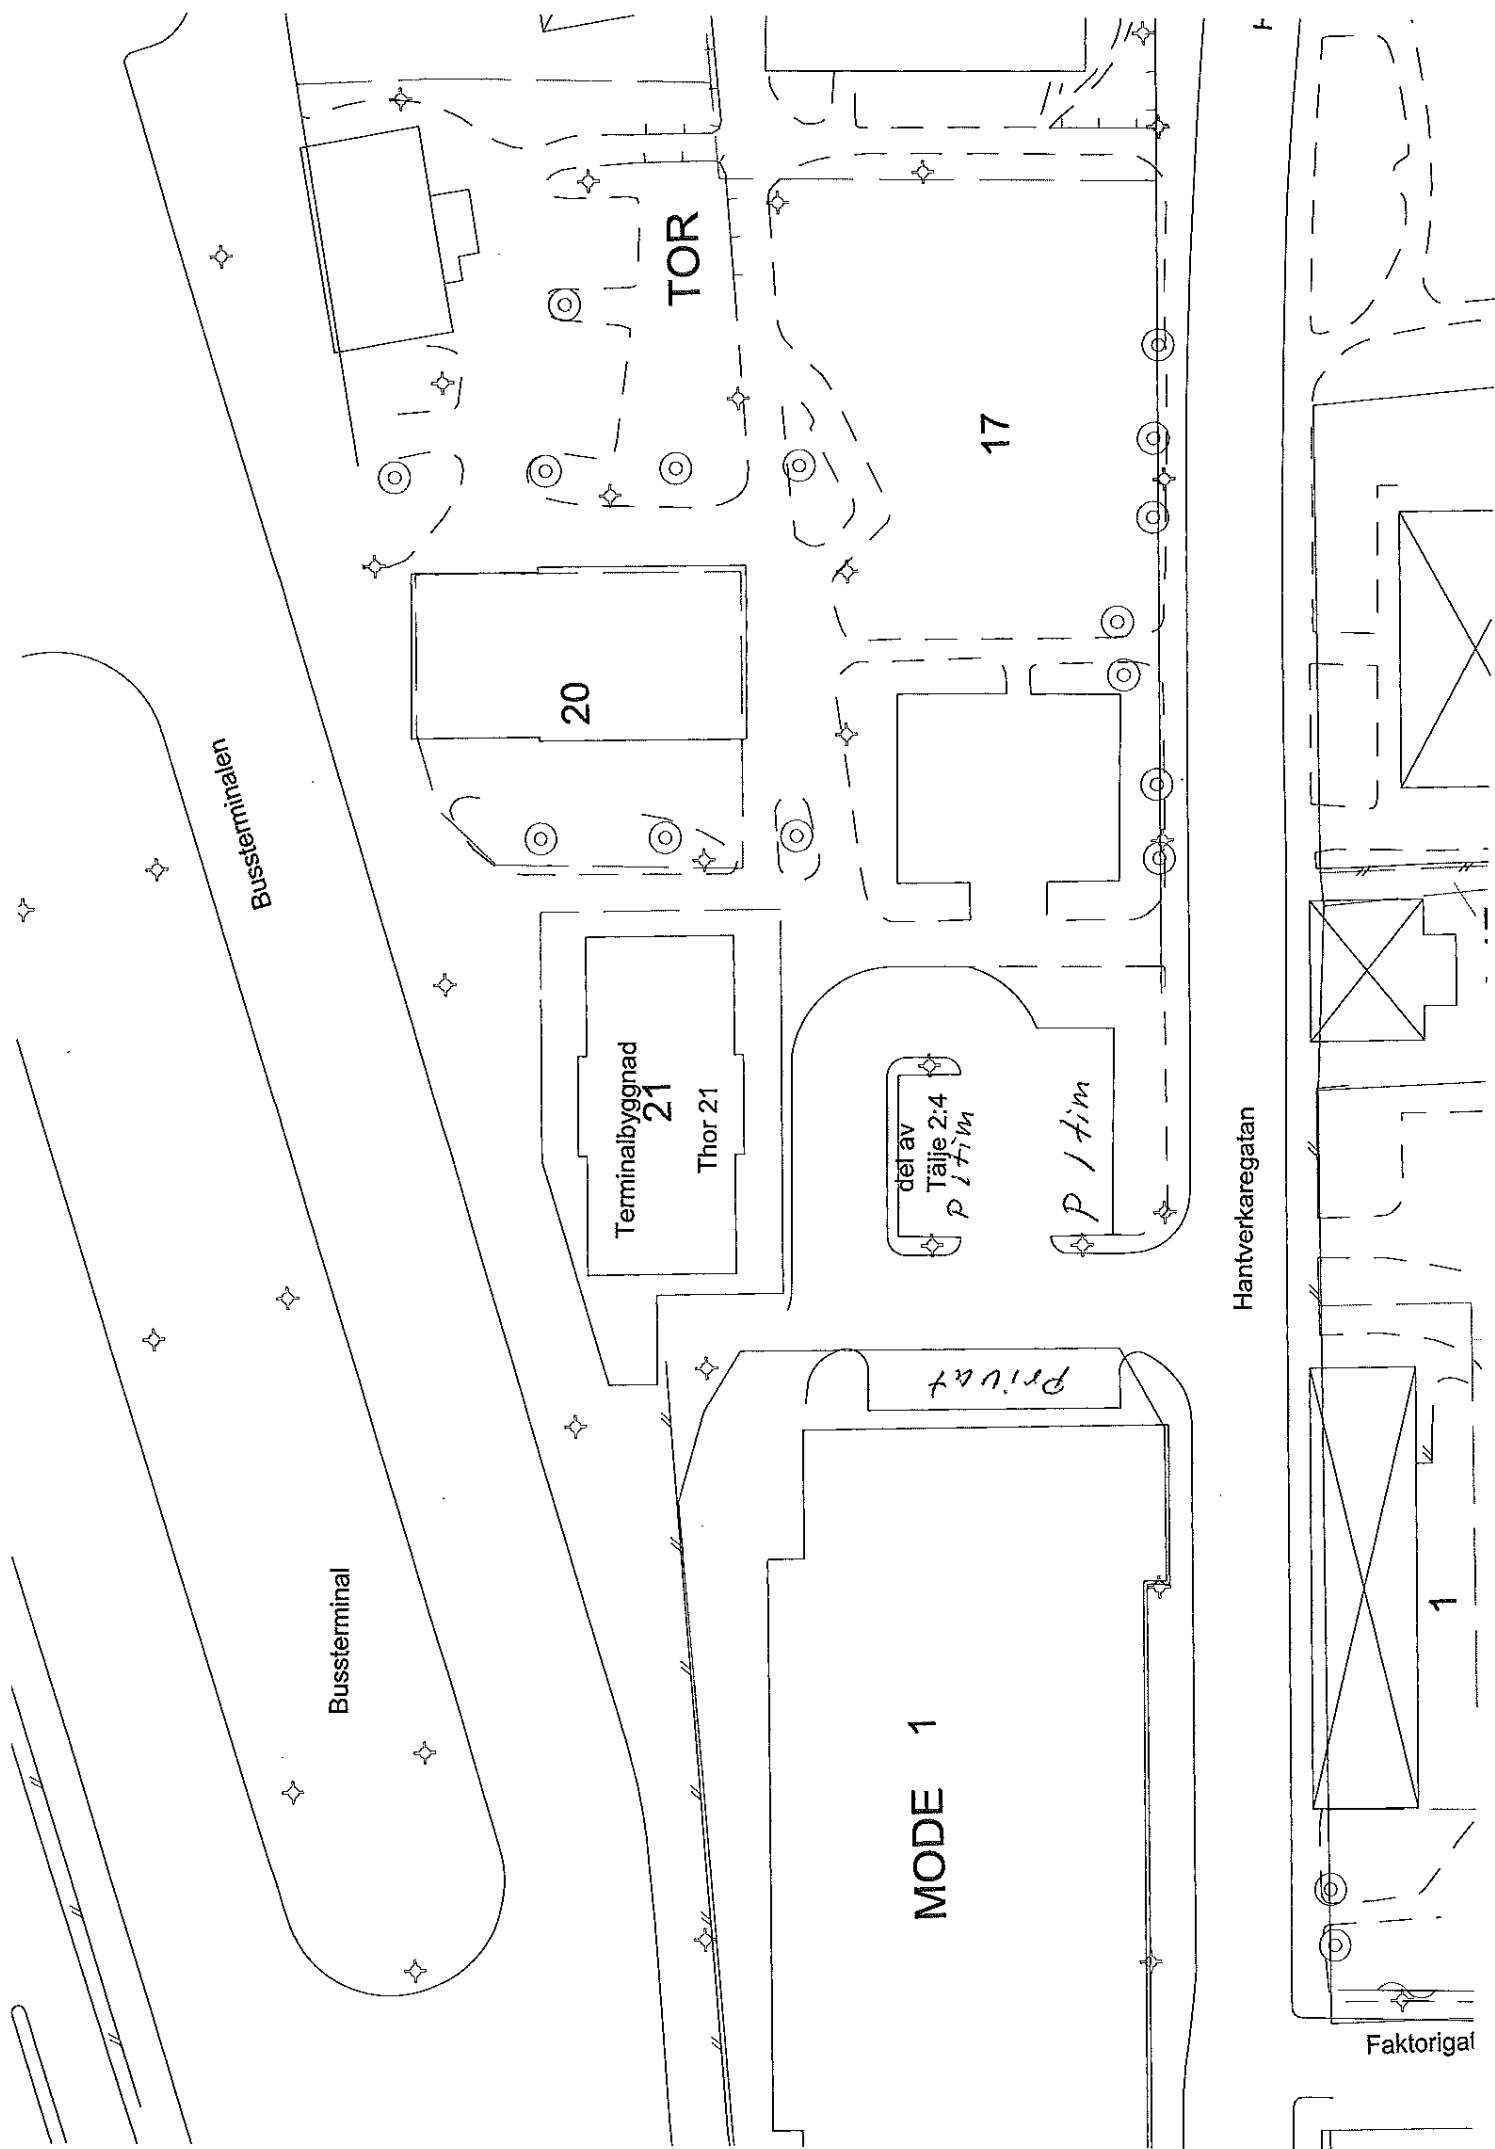 TOR
17
20
Bussterminalen
Terminalbyggnad
21
Thor 21
del av
Tälje 2:4
P 1 tim
P 1 tim
Hantverkaregatan
Privat
Bussterminal
MODE 1
1
Faktorigat